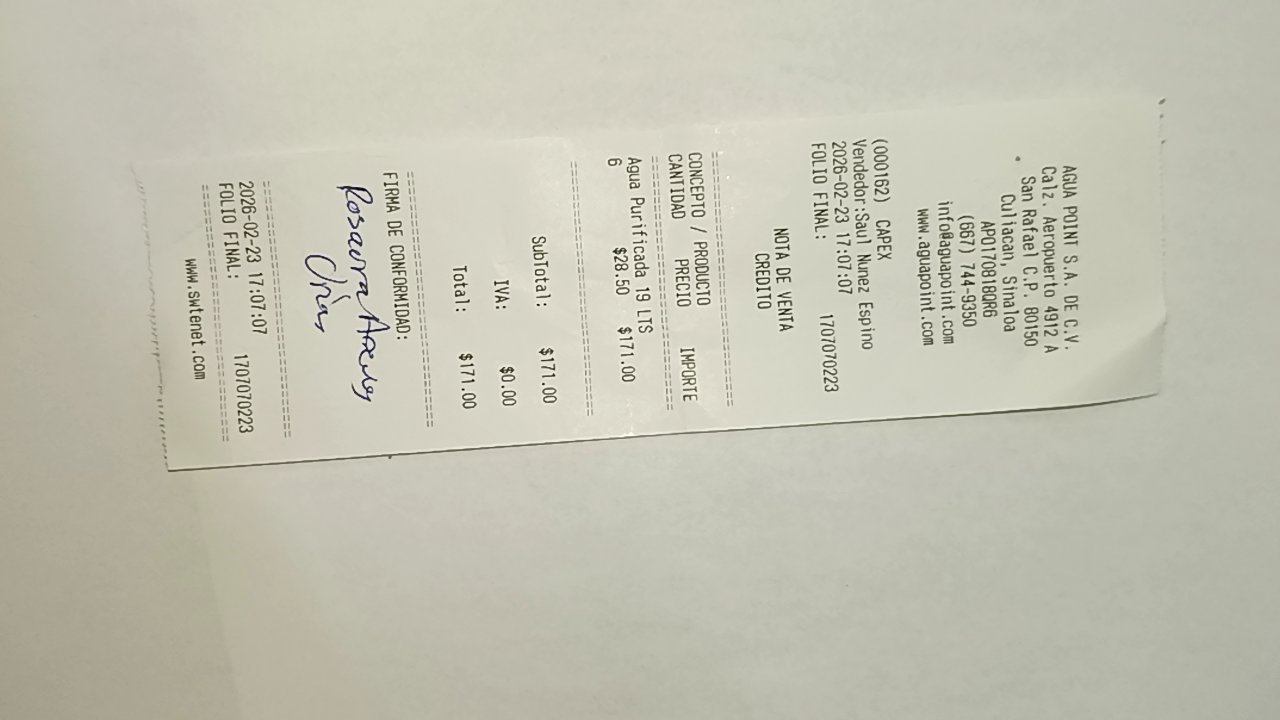 AGUA POINT S.A. DE C.V.
Calz. Aeropuerto 4912 A
San Rafael C.P. 80150
Culiacan, Sinaloa
APO170818QR6
(667) 744-9350
info@aguapoint.com
www.aguapoint.com
(000162) CAPEX
Vendedor:Saul Nunez Espino
2026-02-23 17:07:07
FOLIO FINAL: 1707070223
NOTA DE VENTA
CREDITO
CONCEPTO / PRODUCTO
CANTIDAD PRECIO IMPORTE
Agua Purificada 19 LTS
6 $28.50 $171.00
SubTotal: $171.00
IVA: $0.00
Total: $171.00
FIRMA DE CONFORMIDAD:
Rosaura
2026-02-23 17:07:07
FOLIO FINAL: 1707070223
www.swtenet.com